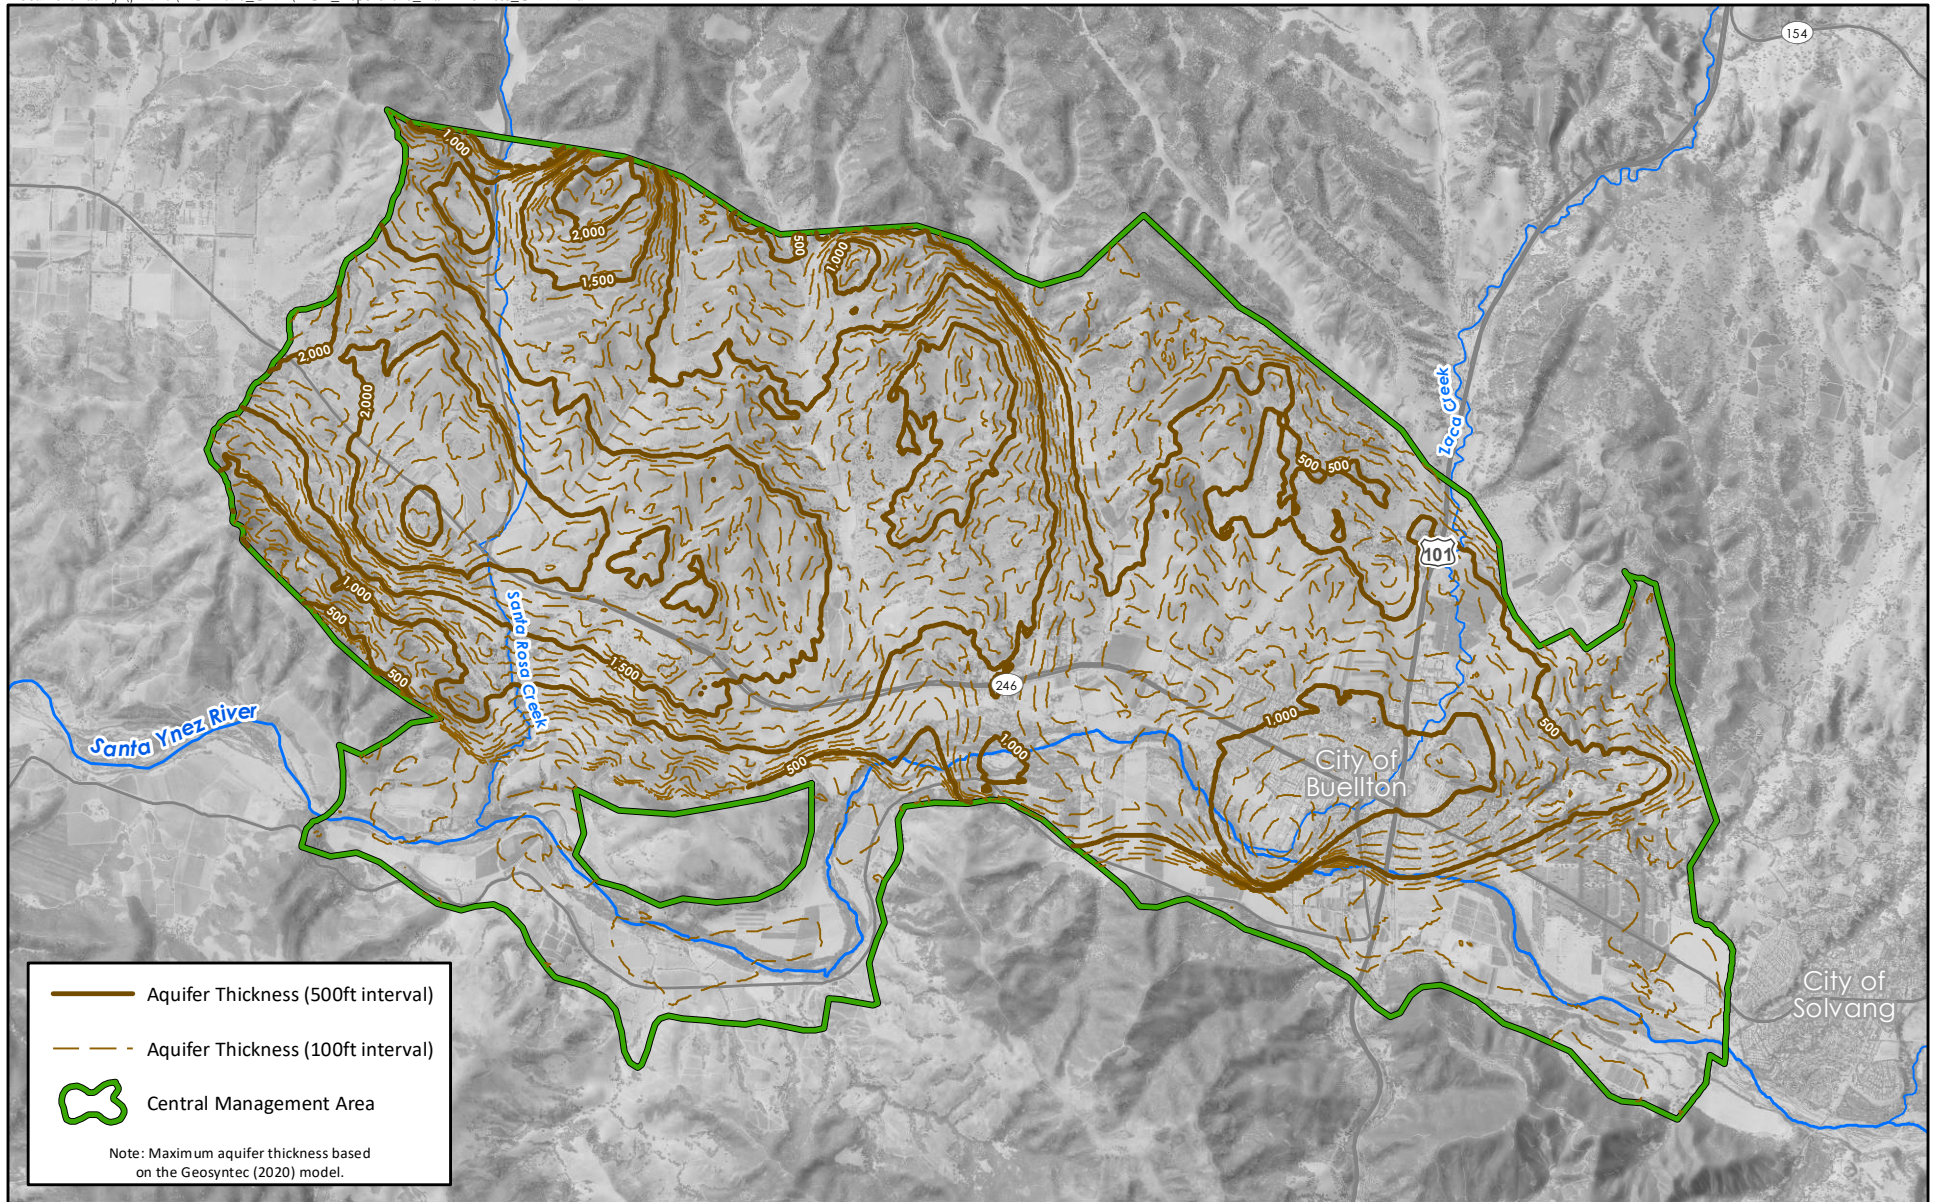 154
1,000
2,000
1,500
500
1,000
2,000
2,000
Zaca Creek
500
500
101
1,000
500
500
Santa Rosa Creek
1,500
246
Santa Ynez River
500
1,000
1,000
500
City of
Buellton
City of
Solvang
Aquifer Thickness (500ft interval)
Aquifer Thickness (100ft interval)
Central Management Area
Note: Maximum aquifer thickness based
on the Geosyntec (2020) model.